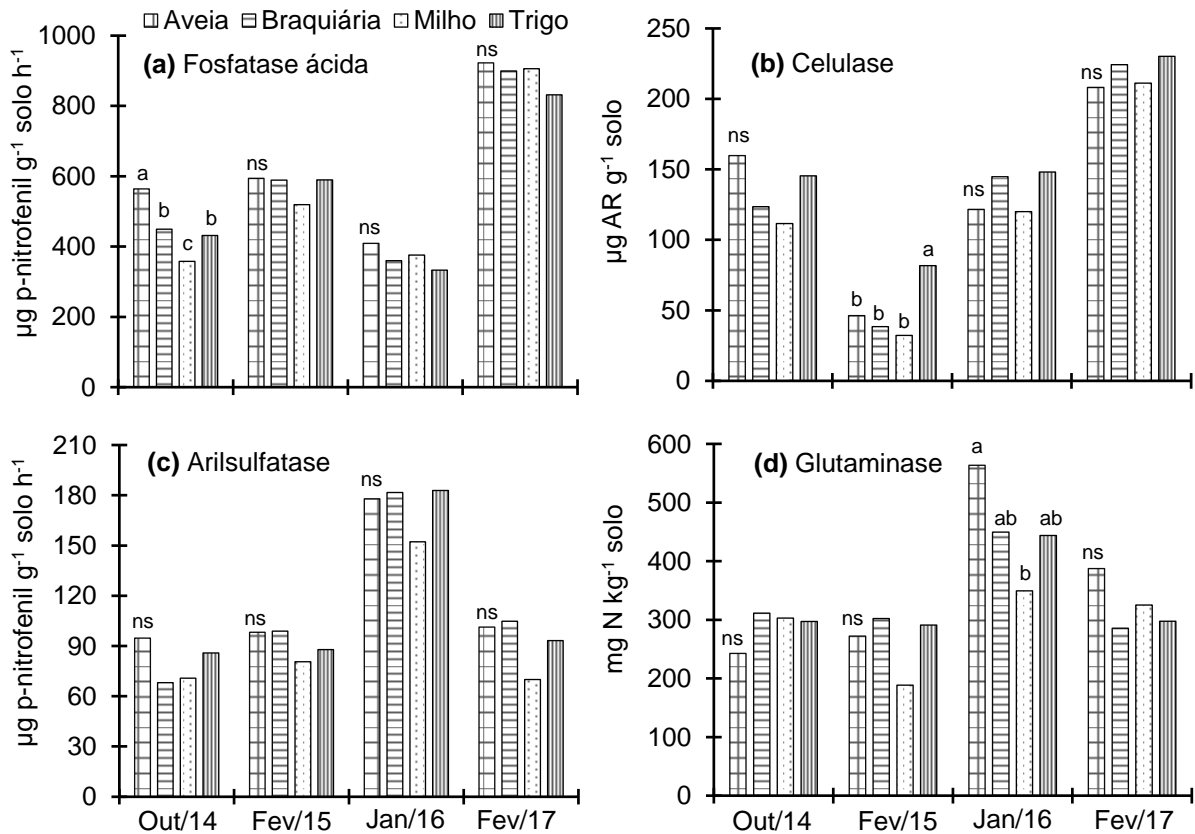 Aveia Braquiária Milho Trigo
(a) Fosfatase ácida
µg p-nitrofenil g⁻¹ solo h⁻¹
1000
800
600
400
200
0
a
b
c
b
ns
ns
ns
(b) Celulase
µg AR g⁻¹ solo
250
200
150
100
50
0
ns
b
b
b
a
ns
ns
(c) Arilsulfatase
µg p-nitrofenil g⁻¹ solo h⁻¹
210
180
150
120
90
60
30
0
ns
ns
ns
ns
Out/14 Fev/15 Jan/16 Fev/17
(d) Glutaminase
mg N kg⁻¹ solo
600
500
400
300
200
100
0
ns
ns
a
ab
b
ab
ns
Out/14 Fev/15 Jan/16 Fev/17